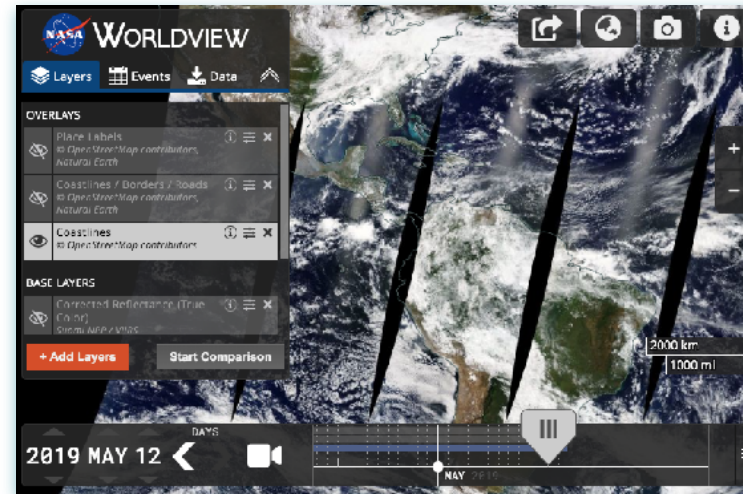 NASA WORLDVIEW
Layers Events Data
OVERLAYS
Place Labels
© OpenStreetMap contributors,
Natural Earth
Coastlines / Borders / Roads
© OpenStreetMap contributors,
Natural Earth
Coastlines
© OpenStreetMap contributors
BASE LAYERS
Corrected Reflectance (True
Color)
Suomi NPP / VIIRS
+ Add Layers Start Comparison
2000 km
1000 mi
DAYS
2019 MAY 12
MAY 2019